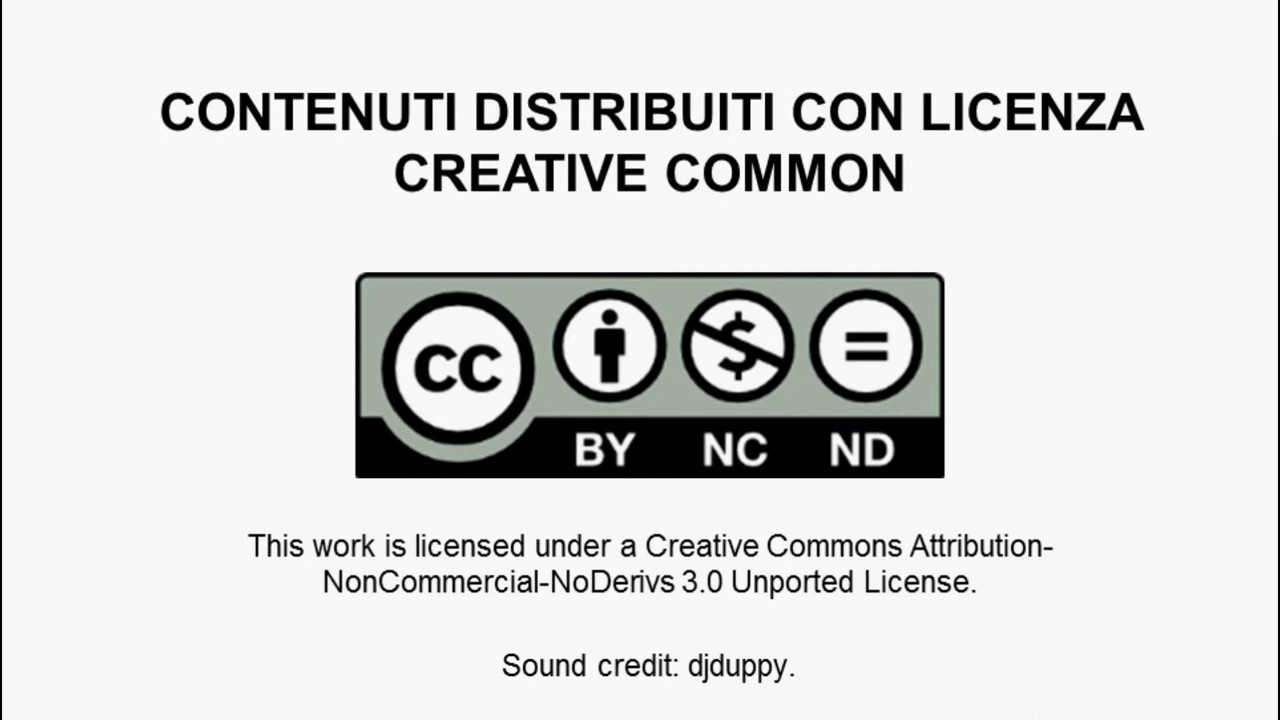 CONTENUTI DISTRIBUITI CON LICENZA
CREATIVE COMMON
CC
BY NC ND
This work is licensed under a Creative Commons Attribution-
NonCommercial-NoDerivs 3.0 Unported License.
Sound credit: djduppy.